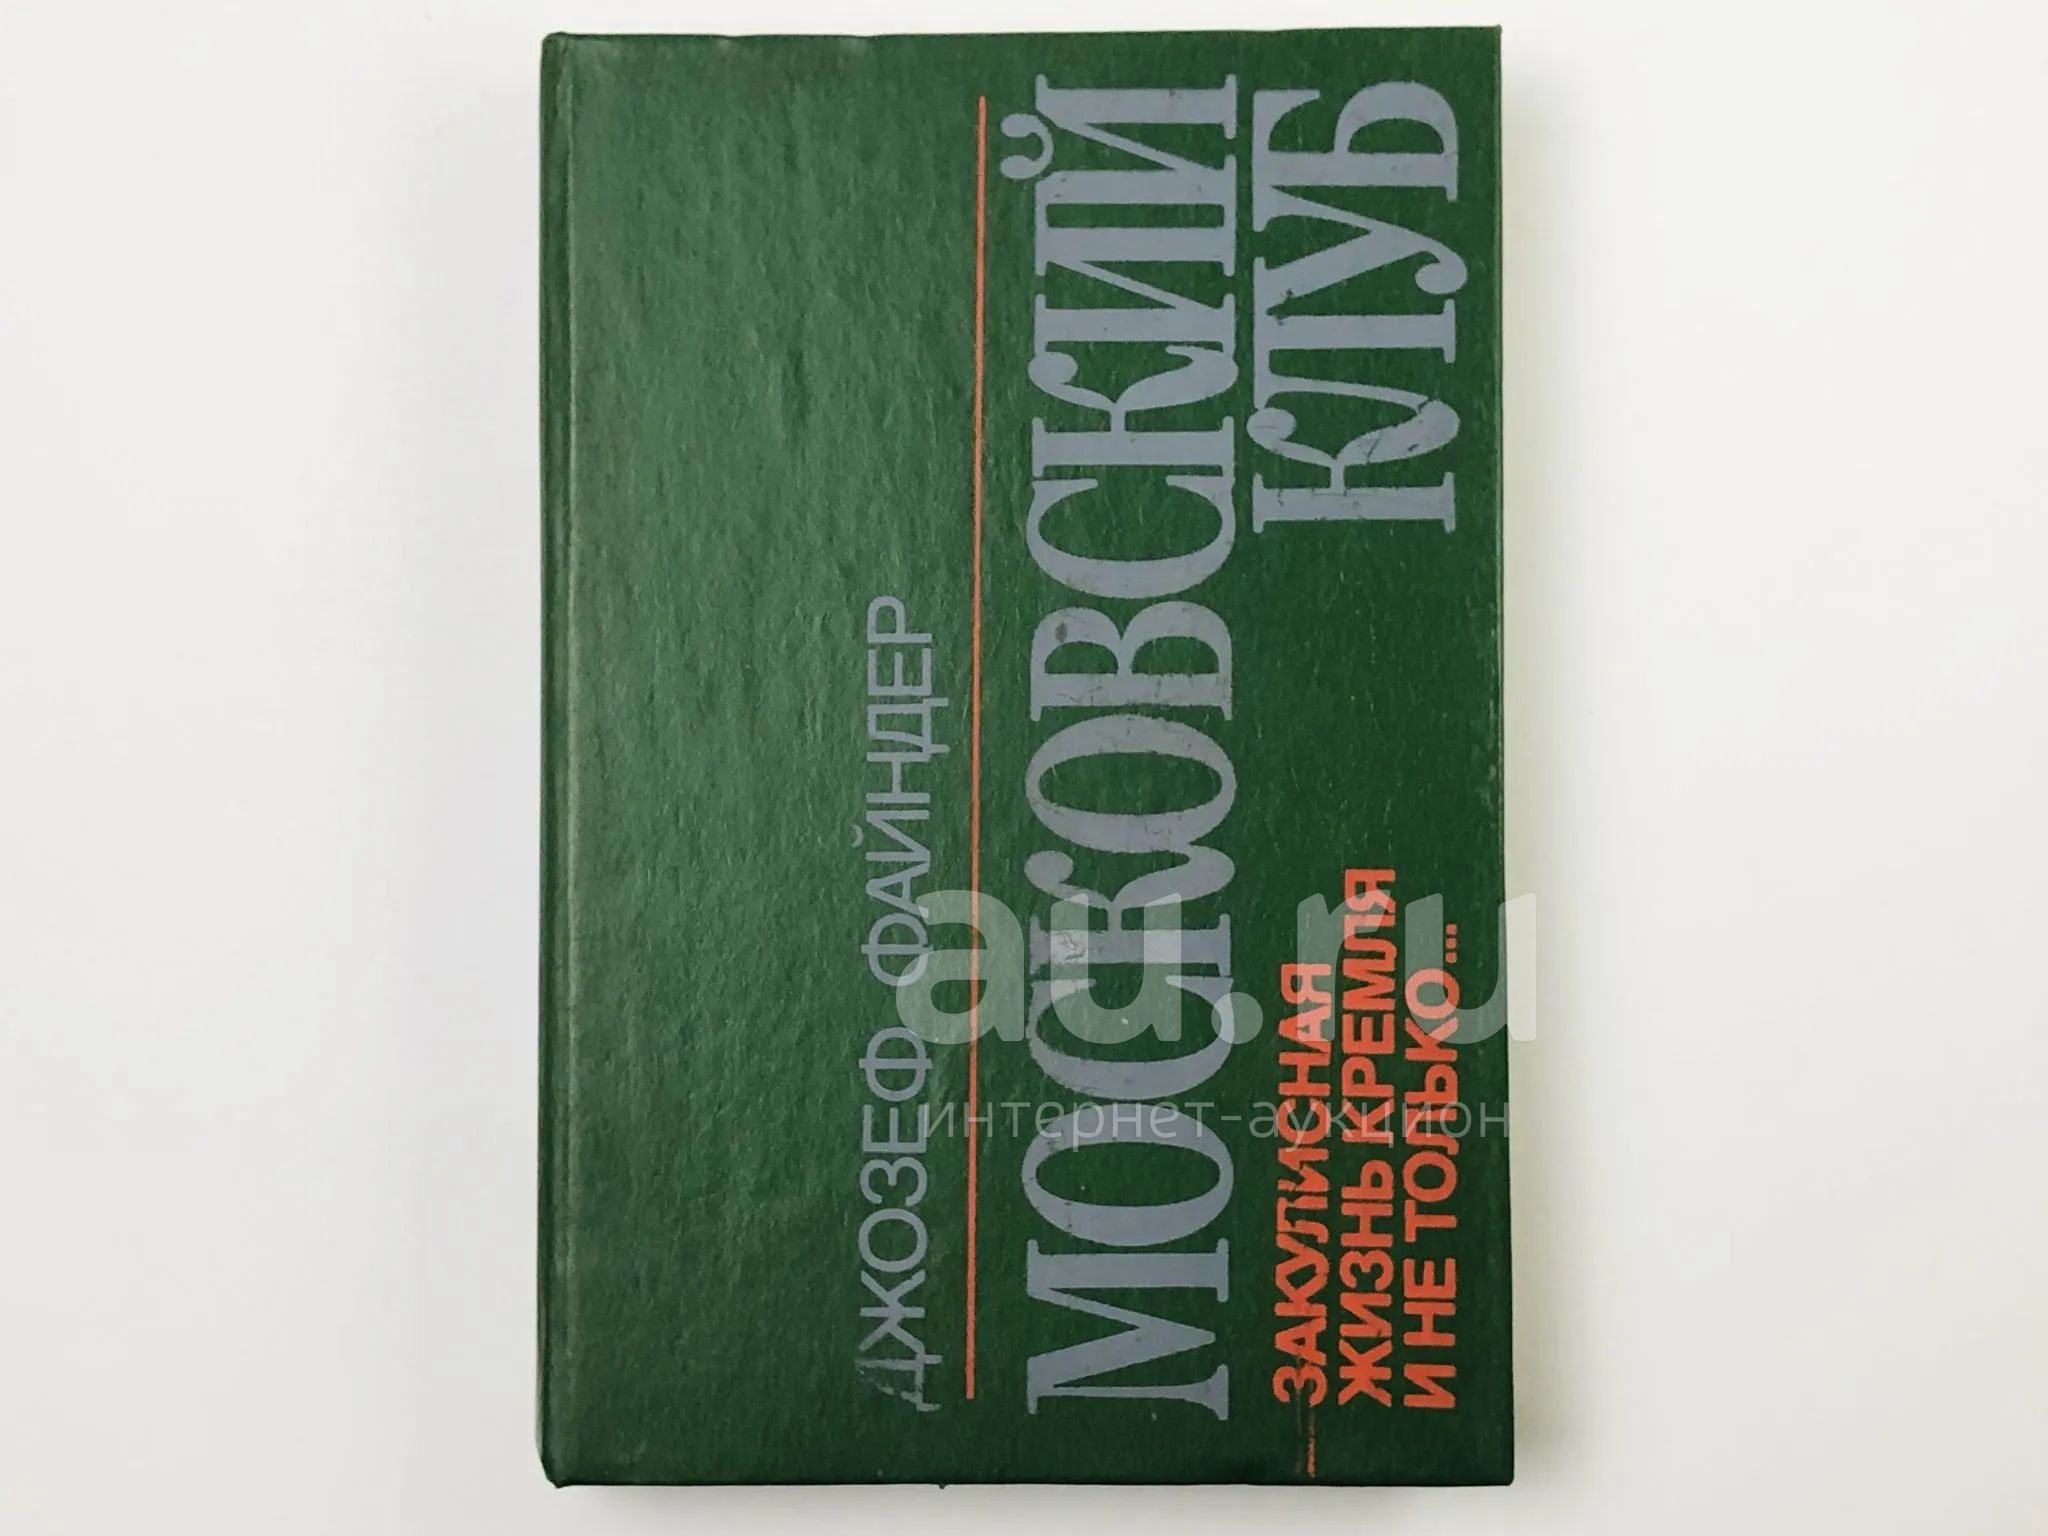 ДЖОЗЕФ ФАЙНДЕР
МОСКОВСКИЙ
КЛУБ
ЗАКУЛИСНАЯ
ЖИЗНЬ КРЕМЛЯ
И НЕ ТОЛЬКО...
au.ru
интернет-аукцион